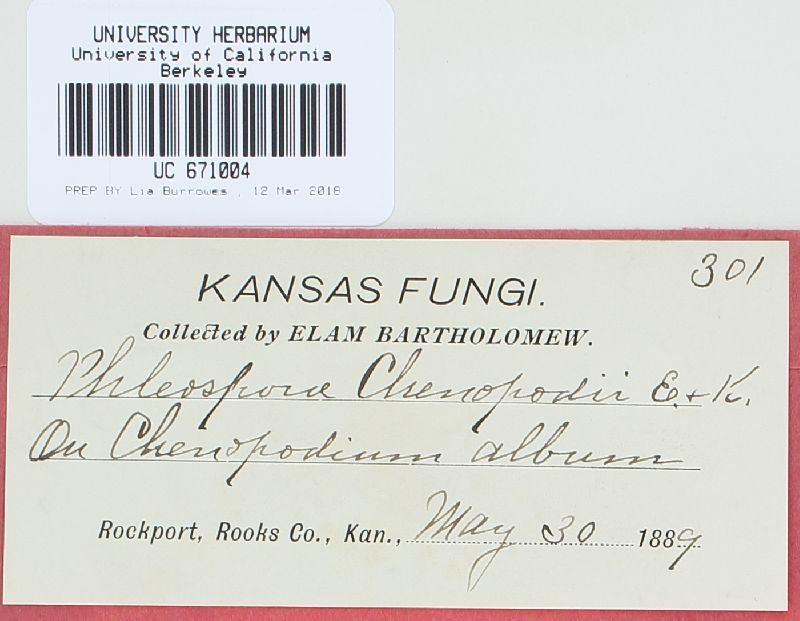 UNIVERSITY HERBARIUM
University of California
Berkeley
UC 671004
PREP BY Lia Burrowes , 12 Mar 2018
301
KANSAS FUNGI.
Collected by ELAM BARTHOLOMEW.
Phleospora Chenopodii E. & K.
On Chenopodium album
Rockport, Rooks Co., Kan., May 30 1889